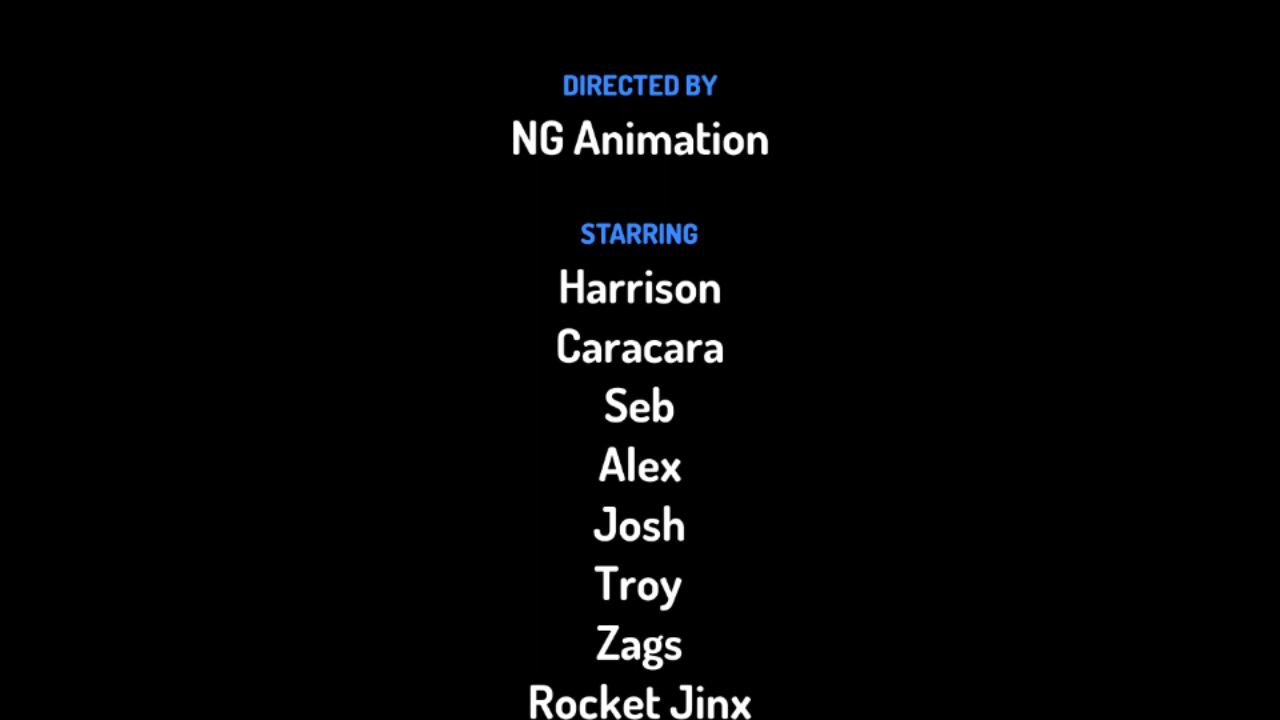 DIRECTED BY
NG Animation
STARRING
Harrison
Caracara
Seb
Alex
Josh
Troy
Zags
Rocket Jinx